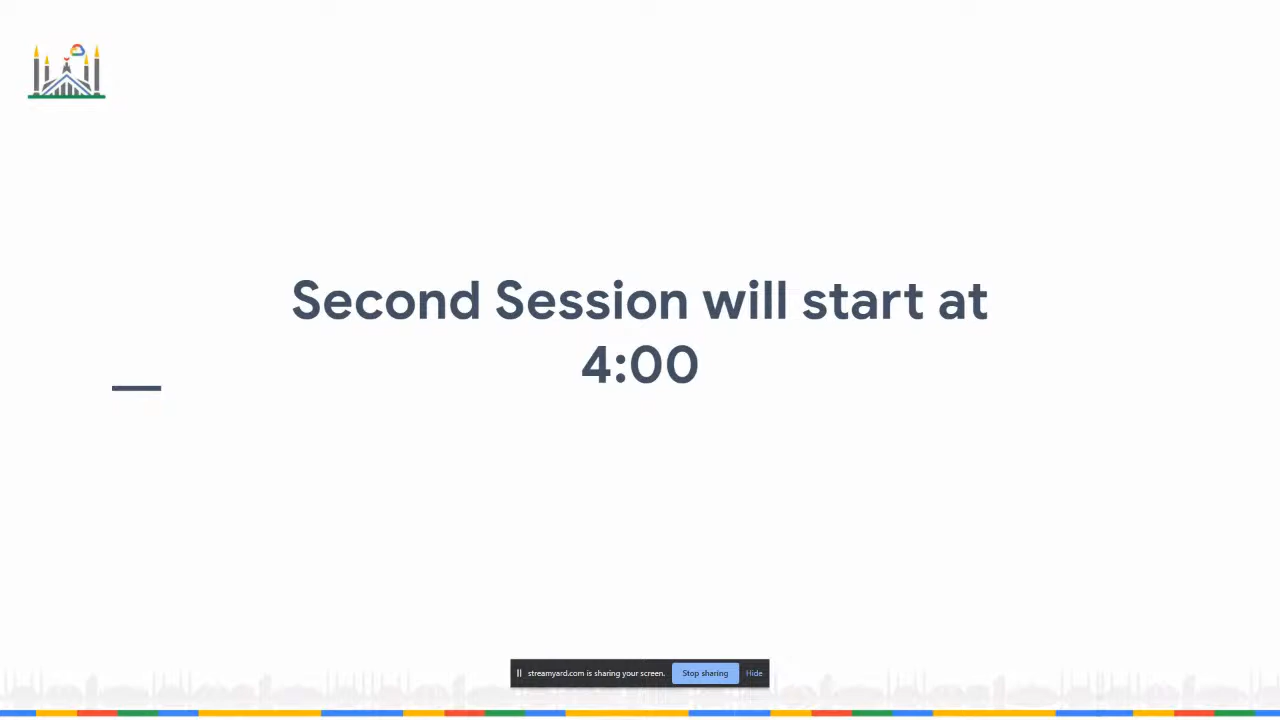 Second Session will start at
4:00
streamyard.com is sharing your screen. Stop sharing Hide